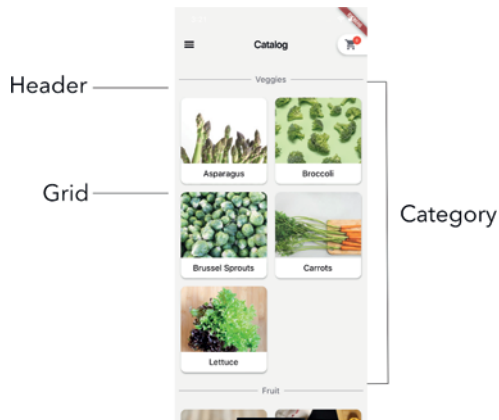 Catalog
Header
Veggies
Asparagus
Broccoli
Grid
Category
Brussel Sprouts
Carrots
Lettuce
Fruit